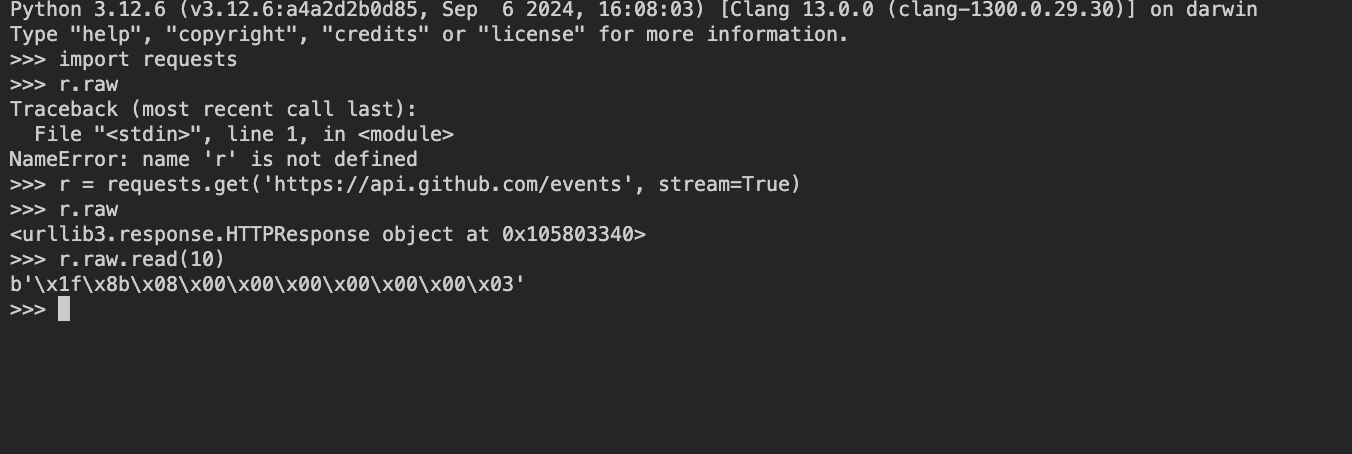 Python 3.12.6 (v3.12.6:a4a2d2b0d85, Sep  6 2024, 16:08:03) [Clang 13.0.0 (clang-1300.0.29.30)] on darwin
Type "help", "copyright", "credits" or "license" for more information.
>>> import requests
>>> r.raw
Traceback (most recent call last):
  File "<stdin>", line 1, in <module>
NameError: name 'r' is not defined
>>> r = requests.get('https://api.github.com/events', stream=True)
>>> r.raw
<urllib3.response.HTTPResponse object at 0x105803340>
>>> r.raw.read(10)
b'\x1f\x8b\x08\x00\x00\x00\x00\x00\x00\x03'
>>>